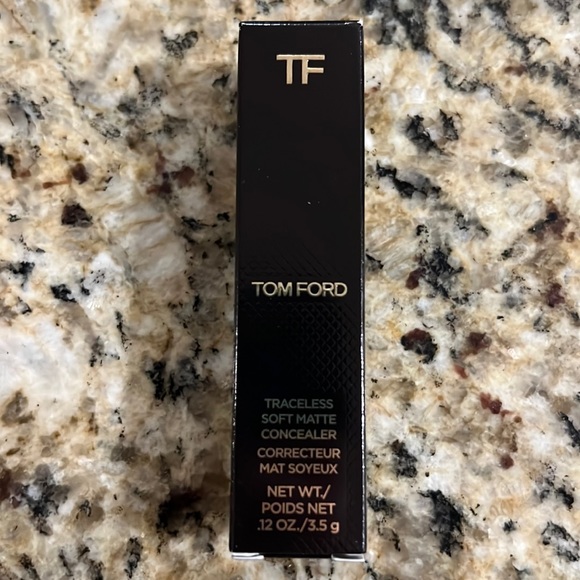 TF
TOM FORD
TRACELESS
SOFT MATTE
CONCEALER
CORRECTEUR
MAT SOYEUX
NET WT./
POIDS NET
.12 OZ./3.5 g